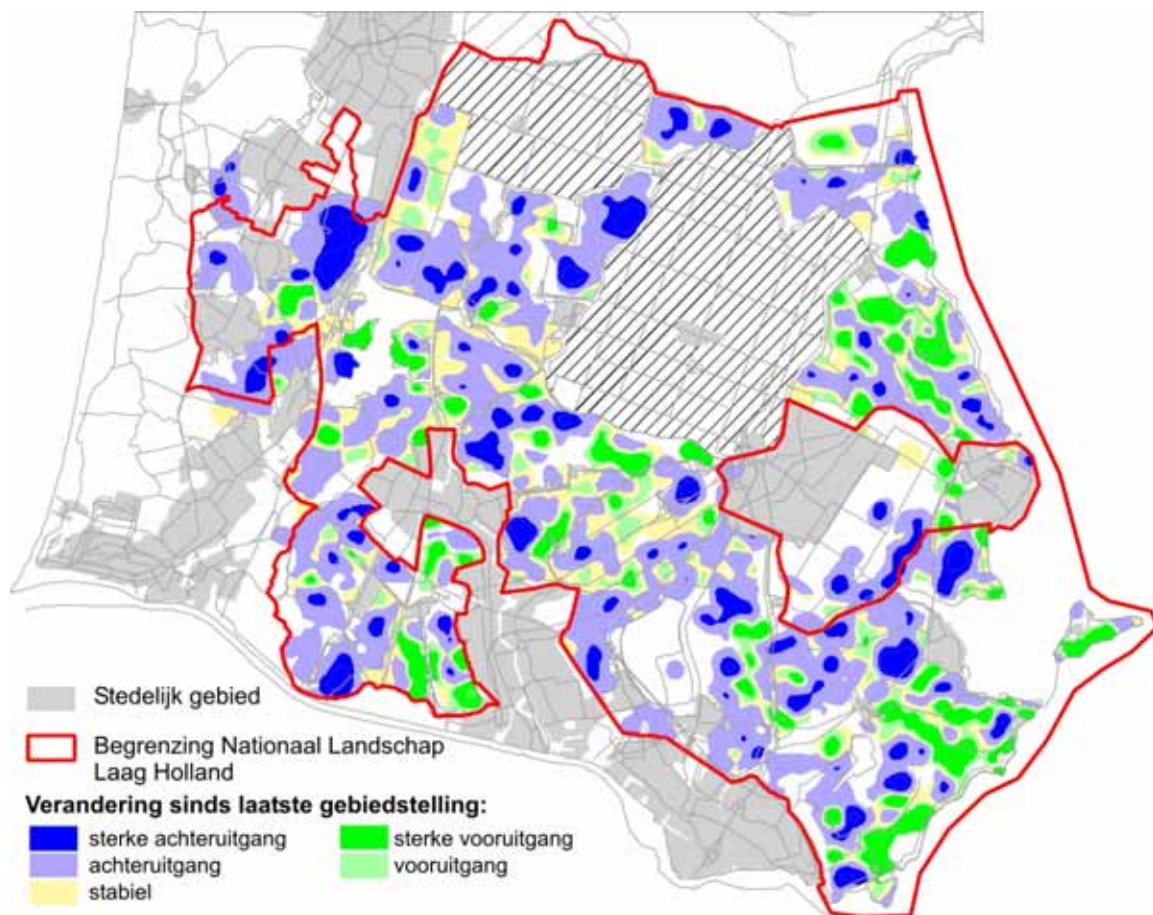 Stedelijk gebied
Begrenzing Nationaal Landschap
Laag Holland
Verandering sinds laatste gebiedstelling:
sterke achteruitgang
achteruitgang
stabiel
sterke vooruitgang
vooruitgang